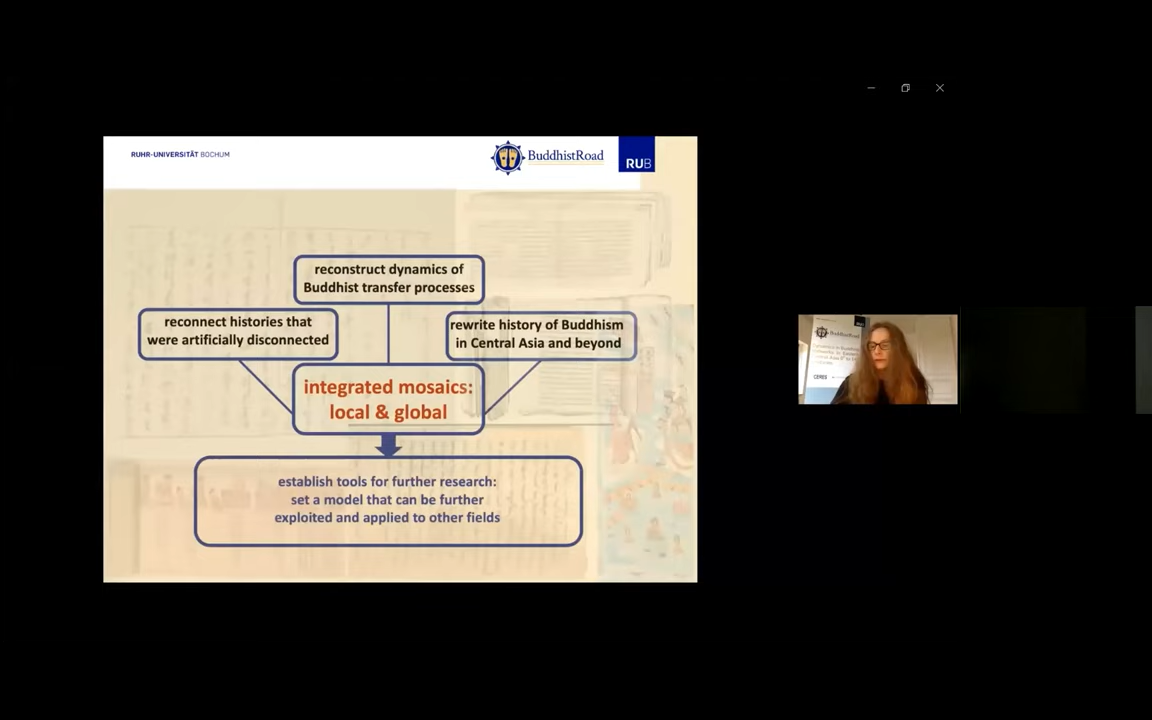 RUHR-UNIVERSITÄT BOCHUM
BuddhistRoad
RUB
reconstruct dynamics of
Buddhist transfer processes
reconnect histories that
were artificially disconnected
rewrite history of Buddhism
in Central Asia and beyond
integrated mosaics:
local & global
establish tools for further research:
set a model that can be further
exploited and applied to other fields
BuddhistRoad
CERES